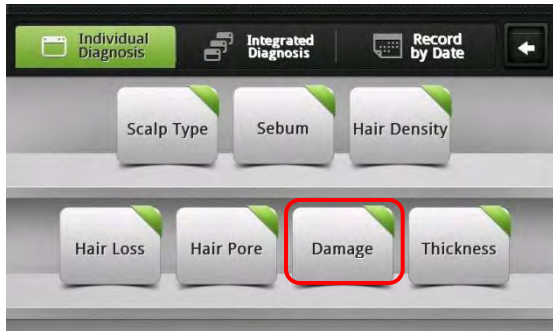 Individual
Diagnosis
Integrated
Diagnosis
Record
by Date
Scalp Type
Sebum
Hair Density
Hair Loss
Hair Pore
Damage
Thickness